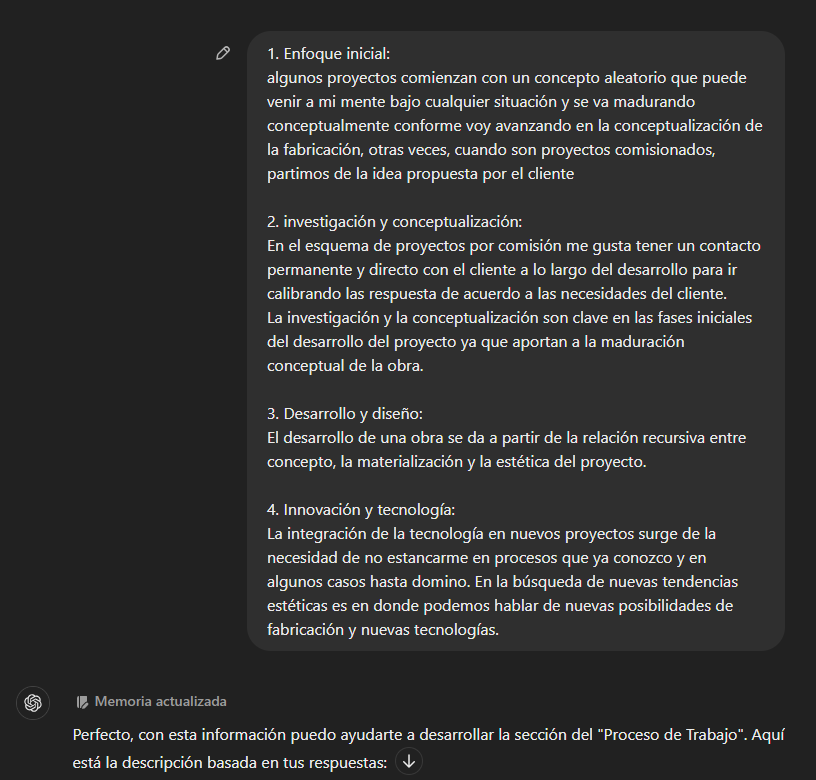 1. Enfoque inicial:
algunos proyectos comienzan con un concepto aleatorio que puede
venir a mi mente bajo cualquier situación y se va madurando
conceptualmente conforme voy avanzando en la conceptualización de
la fabricación, otras veces, cuando son proyectos comisionados,
partimos de la idea propuesta por el cliente
2. investigación y conceptualización:
En el esquema de proyectos por comisión me gusta tener un contacto
permanente y directo con el cliente a lo largo del desarrollo para ir
calibrando las respuesta de acuerdo a las necesidades del cliente.
La investigación y la conceptualización son clave en las fases iniciales
del desarrollo del proyecto ya que aportan a la maduración
conceptual de la obra.
3. Desarrollo y diseño:
El desarrollo de una obra se da a partir de la relación recursiva entre
concepto, la materialización y la estética del proyecto.
4. Innovación y tecnología:
La integración de la tecnología en nuevos proyectos surge de la
necesidad de no estancarme en procesos que ya conozco y en
algunos casos hasta domino. En la búsqueda de nuevas tendencias
estéticas es en donde podemos hablar de nuevas posibilidades de
fabricación y nuevas tecnologías.
Memoria actualizada
Perfecto, con esta información puedo ayudarte a desarrollar la sección del "Proceso de Trabajo". Aquí
está la descripción basada en tus respuestas: